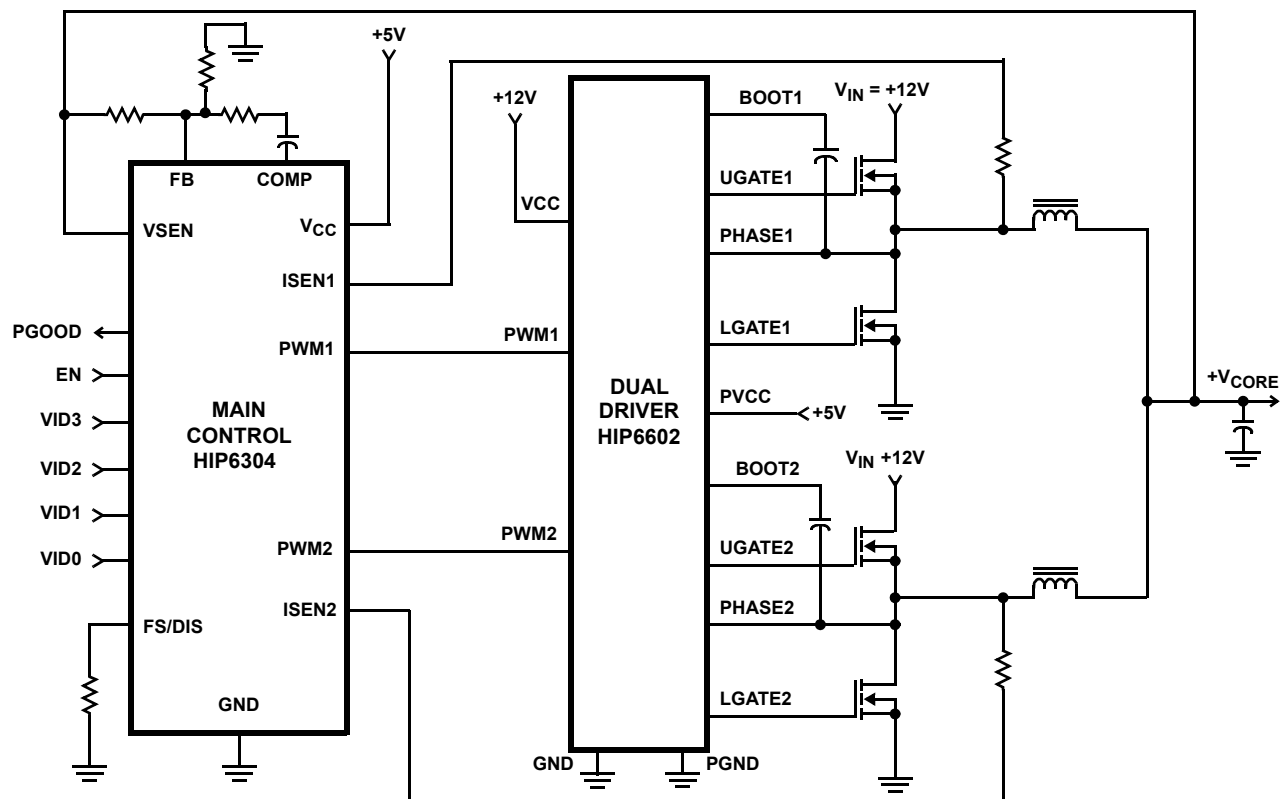 +5V
+12V
BOOT1
VIN = +12V
FB
COMP
UGATE1
VCC
VSEN
VCC
PHASE1
ISEN1
PGOOD
PWM1
PWM1
LGATE1
EN
+VCORE
VID3
MAIN
CONTROL
HIP6304
DUAL
DRIVER
HIP6602
PVCC
+5V
VID2
BOOT2
VIN +12V
VID1
VID0
PWM2
PWM2
UGATE2
ISEN2
PHASE2
FS/DIS
LGATE2
GND
GND
PGND